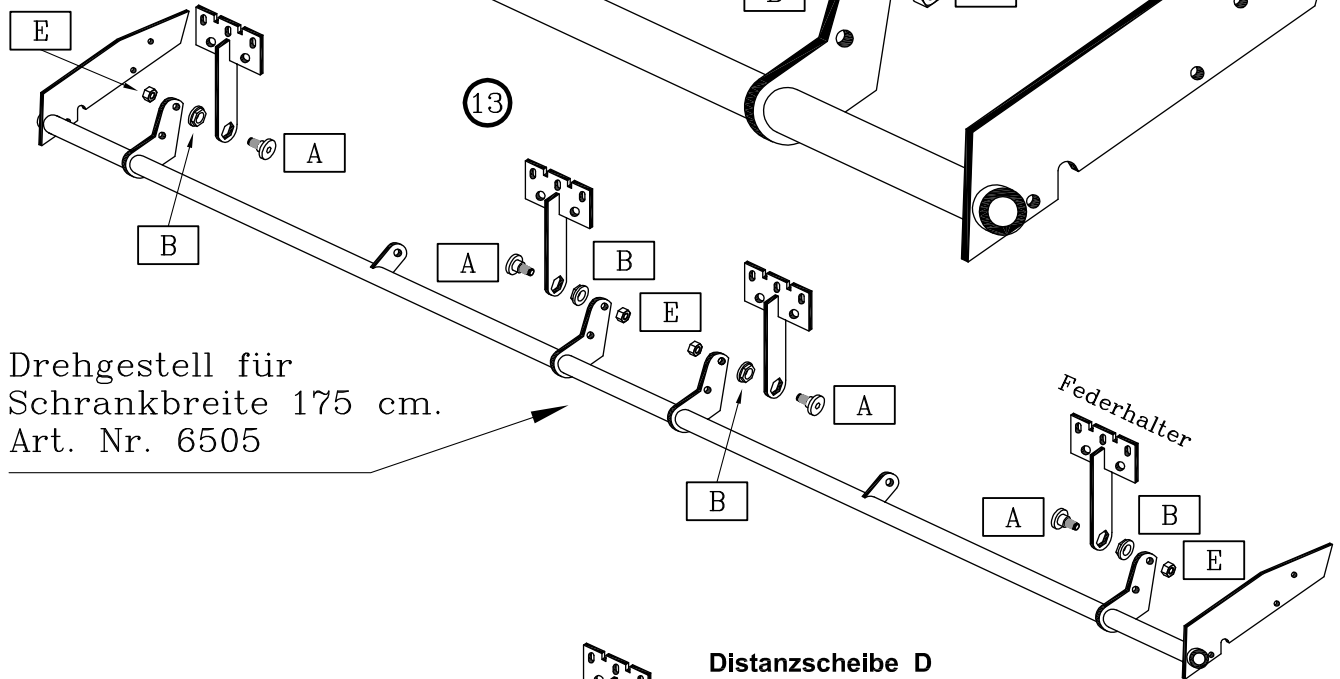 E
13
A
B
A
B
E
Drehgestell für
Schrankbreite 175 cm.
Art. Nr. 6505
A
B
Federhalter
A
B
E
Distanzscheibe D